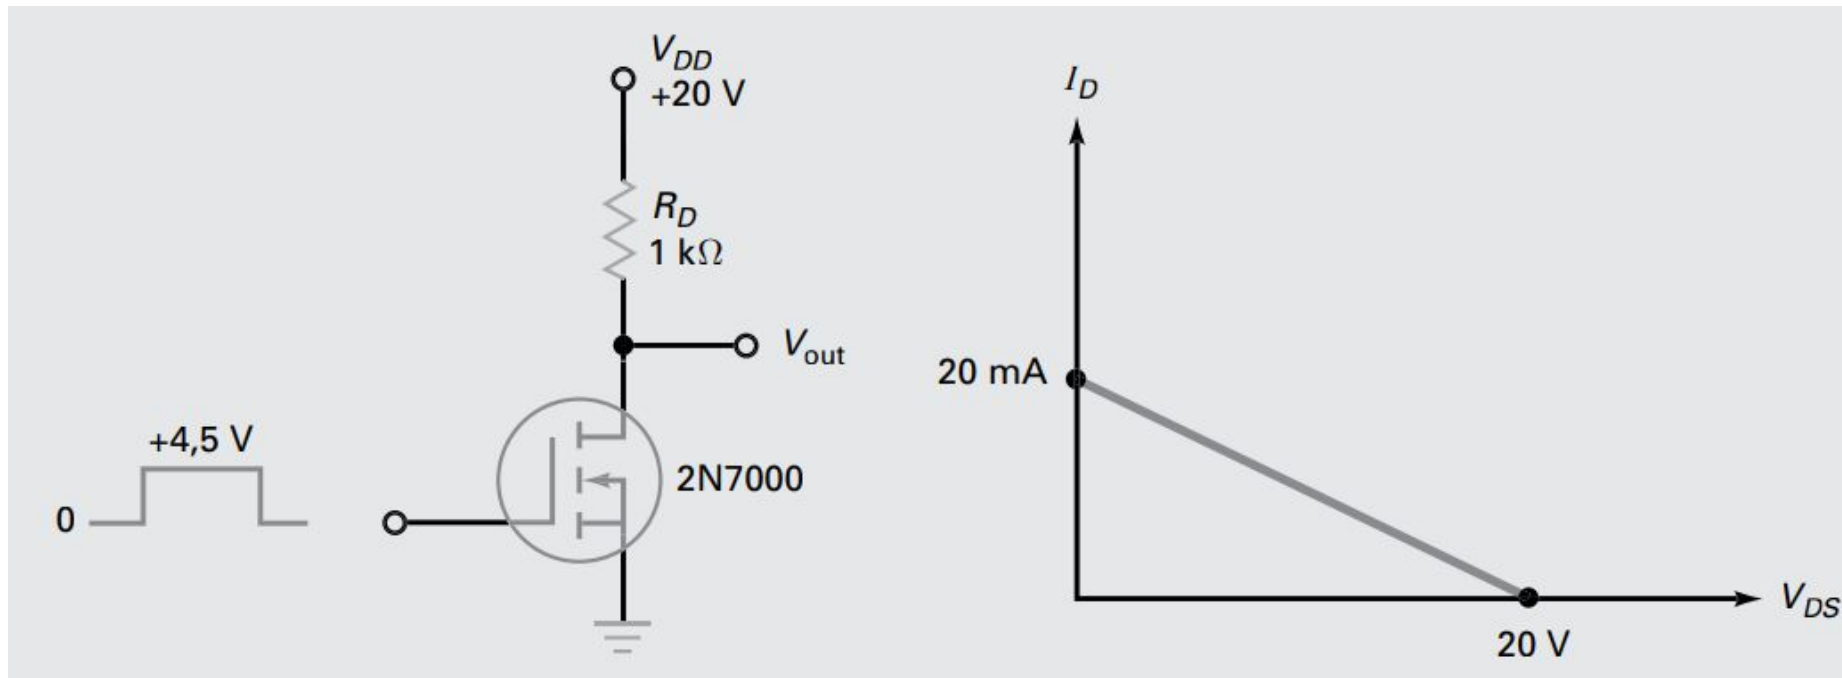 V_DD
+20 V
R_D
1 kΩ
V_out
+4,5 V
0
2N7000
I_D
20 mA
V_DS
20 V